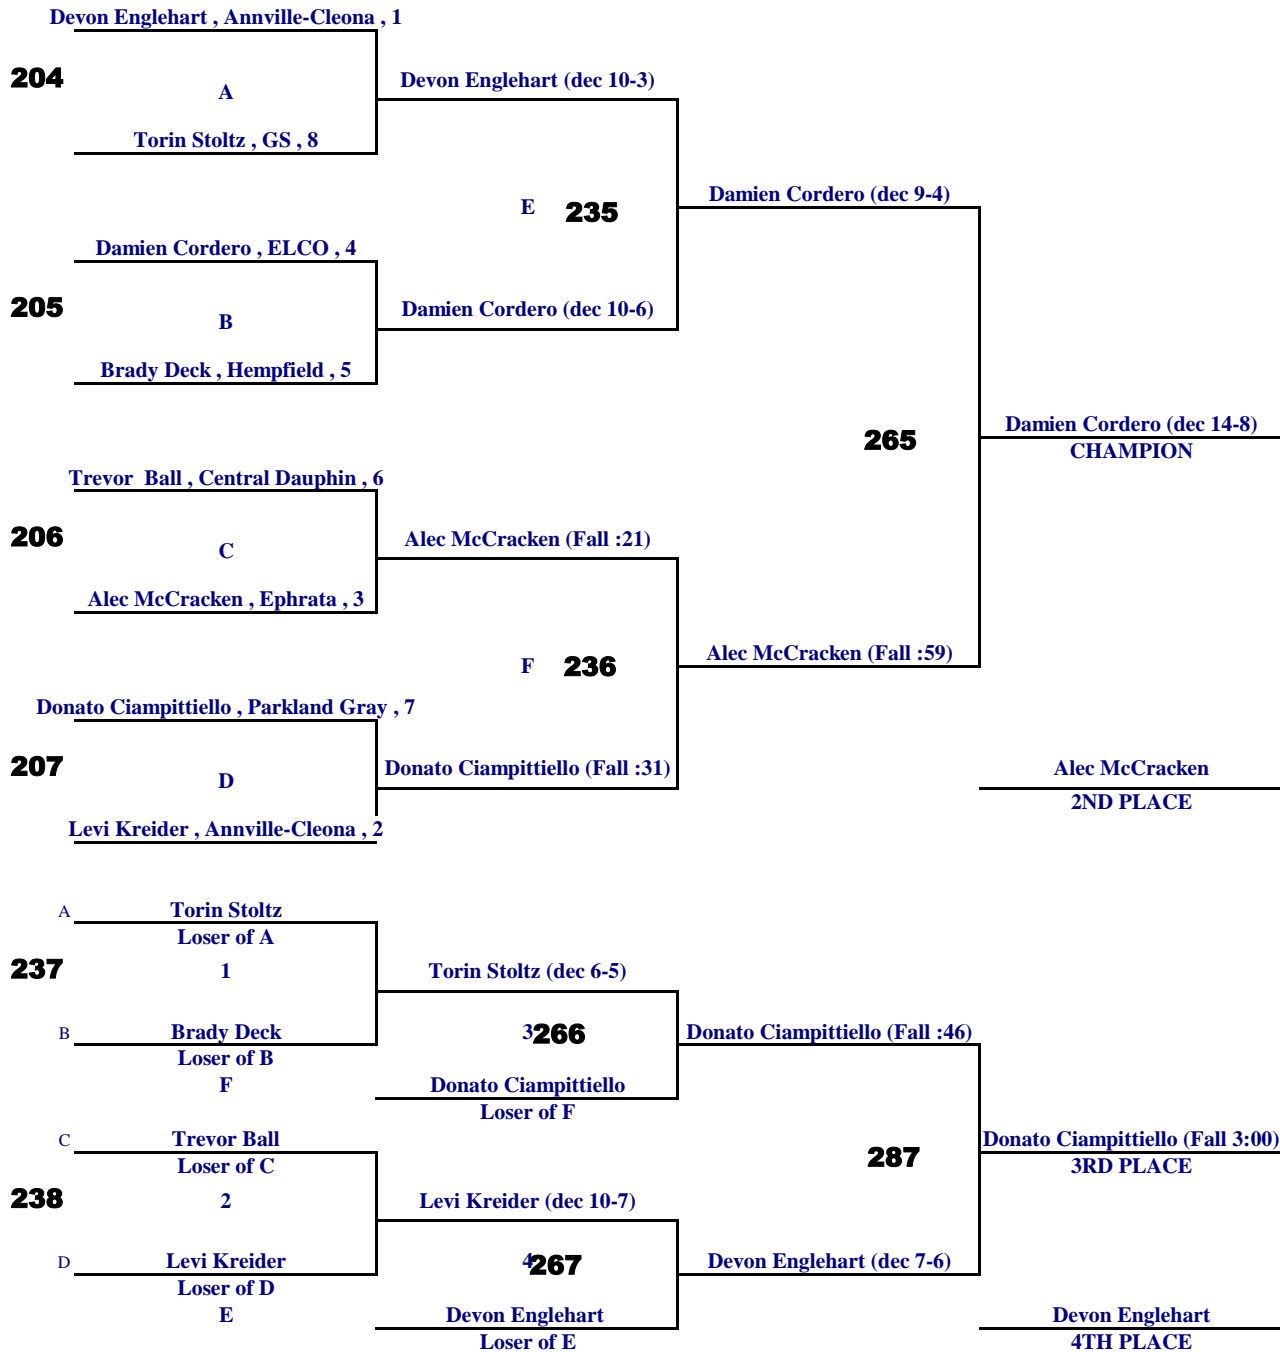 Devon Englehart , Annville-Cleona , 1
204
A
Devon Englehart (dec 10-3)
Torin Stoltz , GS , 8
E
235
Damien Cordero (dec 9-4)
Damien Cordero , ELCO , 4
205
B
Damien Cordero (dec 10-6)
Brady Deck , Hempfield , 5
265
Damien Cordero (dec 14-8)
CHAMPION
Trevor  Ball , Central Dauphin , 6
206
C
Alec McCracken (Fall :21)
Alec McCracken , Ephrata , 3
F
236
Alec McCracken (Fall :59)
Donato Ciampittiello , Parkland Gray , 7
207
D
Donato Ciampittiello (Fall :31)
Alec McCracken
2ND PLACE
Levi Kreider , Annville-Cleona , 2
A
Torin Stoltz
Loser of A
237
1
Torin Stoltz (dec 6-5)
B
Brady Deck
Loser of B
3
266
Donato Ciampittiello (Fall :46)
F
Donato Ciampittiello
Loser of F
C
Trevor Ball
Loser of C
287
Donato Ciampittiello (Fall 3:00)
3RD PLACE
238
2
Levi Kreider (dec 10-7)
D
Levi Kreider
Loser of D
4
267
Devon Englehart (dec 7-6)
E
Devon Englehart
Loser of E
Devon Englehart
4TH PLACE